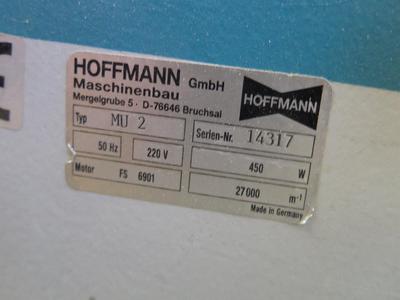 HOFFMANN GmbH
Maschinenbau
Mergelgrube 5 · D-76646 Bruchsal
HOFFMANN
Typ MU 2
Serien-Nr. 14317
50 Hz 220 V 450 W
Motor FS 6901 27000 m⁻¹
Made in Germany